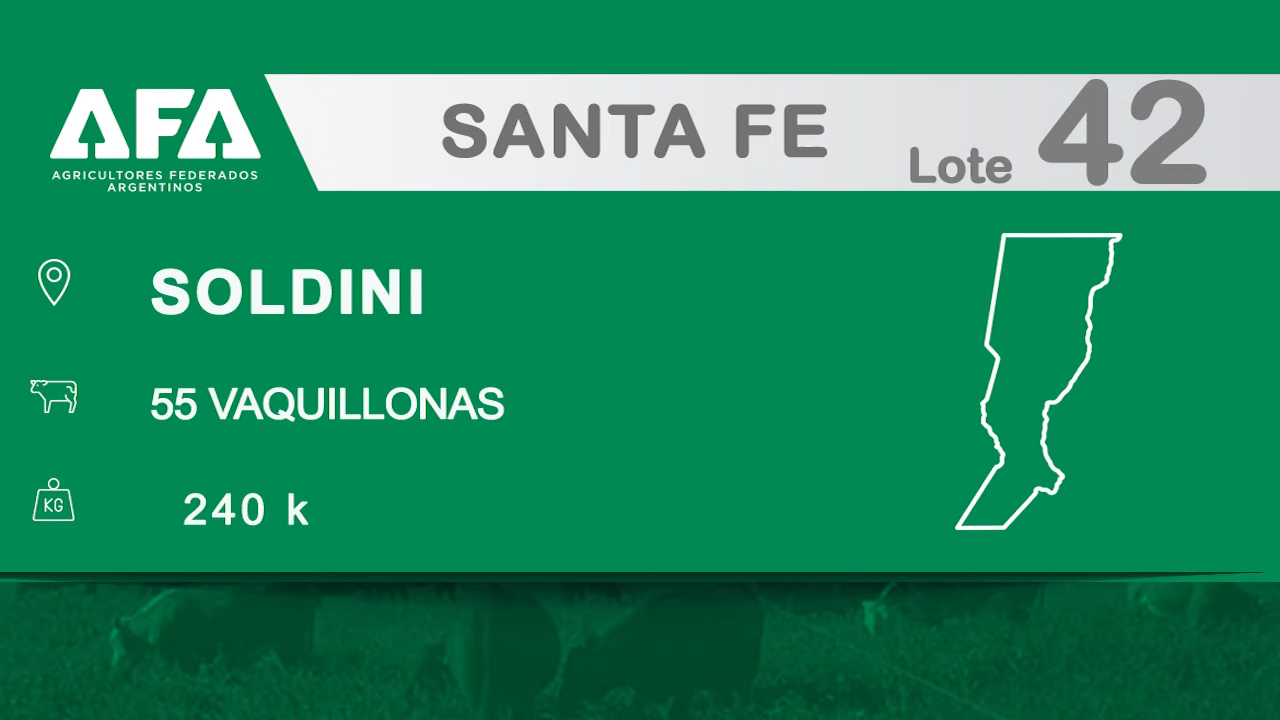 AFA
AGRICULTORES FEDERADOS
ARGENTINOS
SANTA FE
Lote 42
SOLDINI
55 VAQUILLONAS
KG
240 k